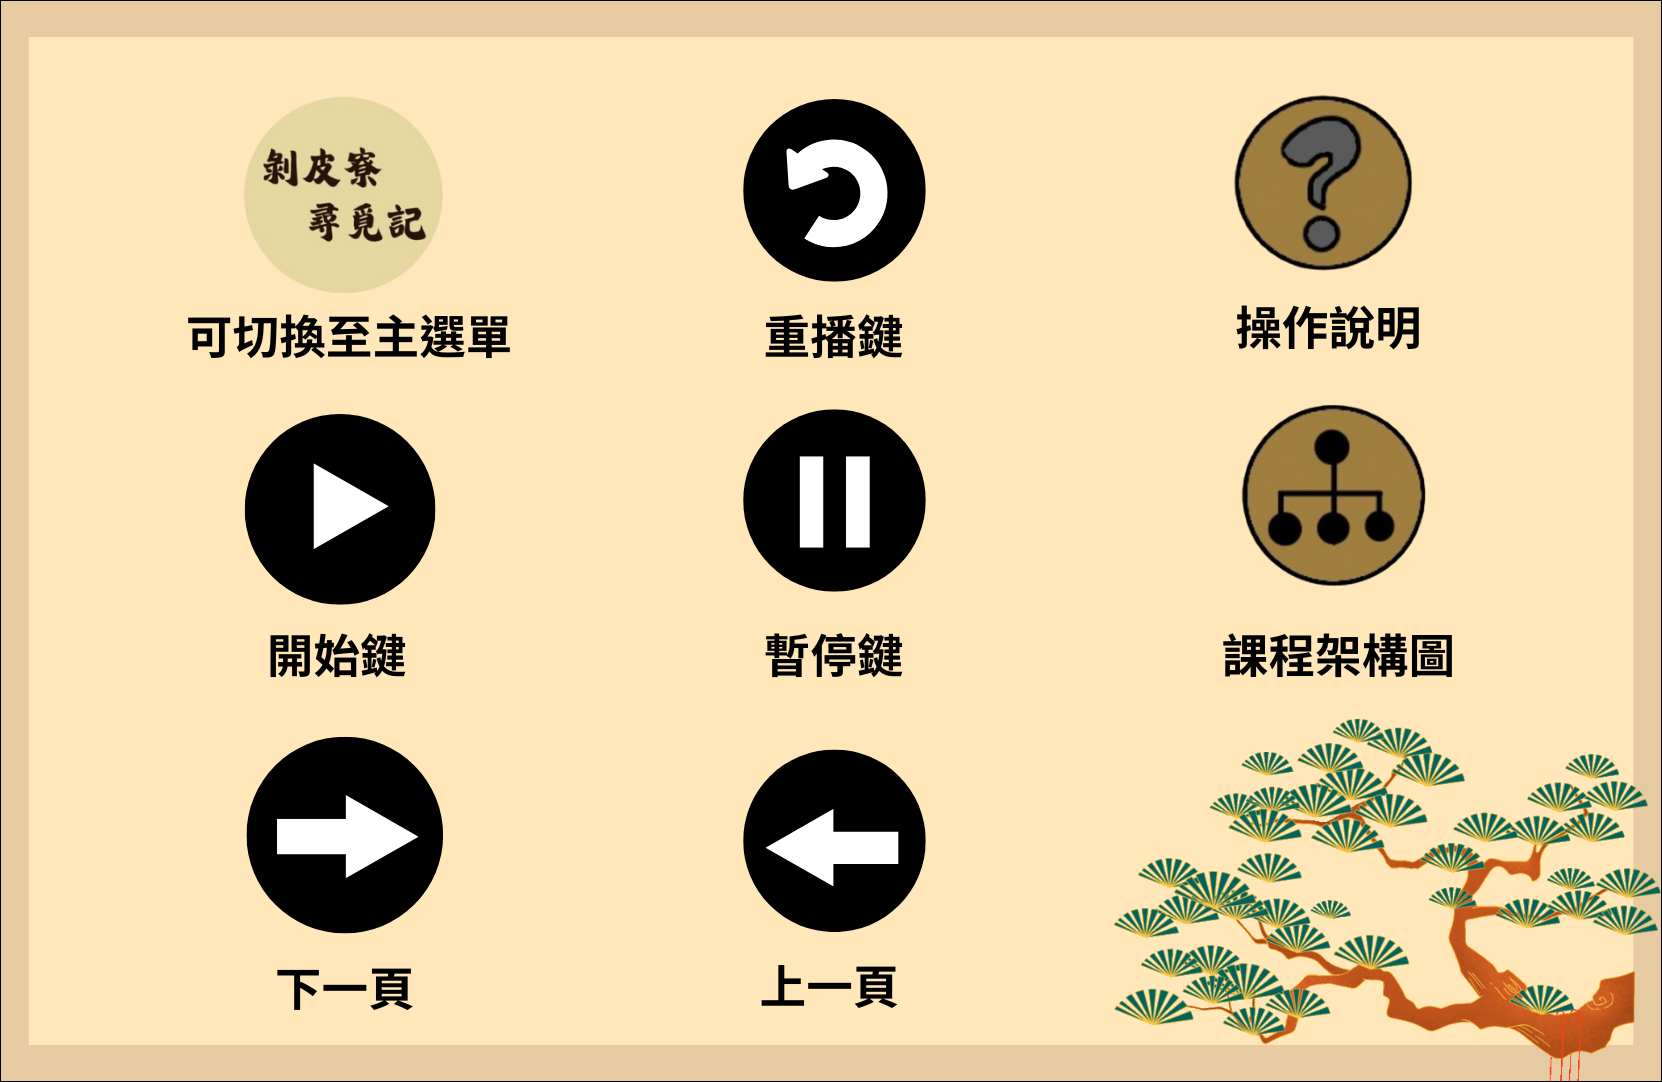 剝皮寮
尋覓記
可切換至主選單
重播鍵
操作說明
開始鍵
暫停鍵
課程架構圖
下一頁
上一頁